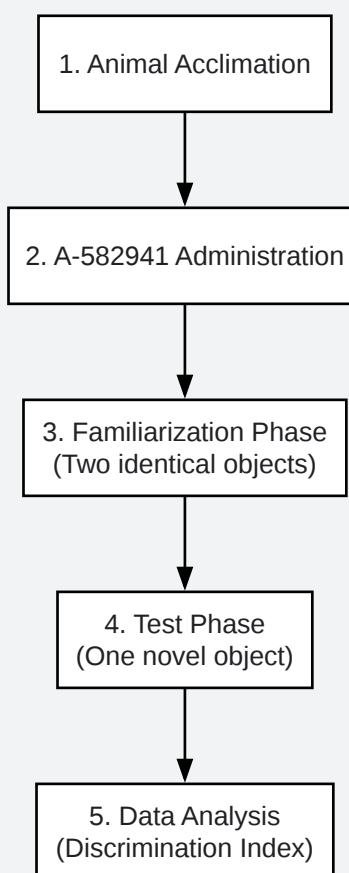 1. Animal Acclimation
2. A-582941 Administration
3. Familiarization Phase
(Two identical objects)
4. Test Phase
(One novel object)
5. Data Analysis
(Discrimination Index)